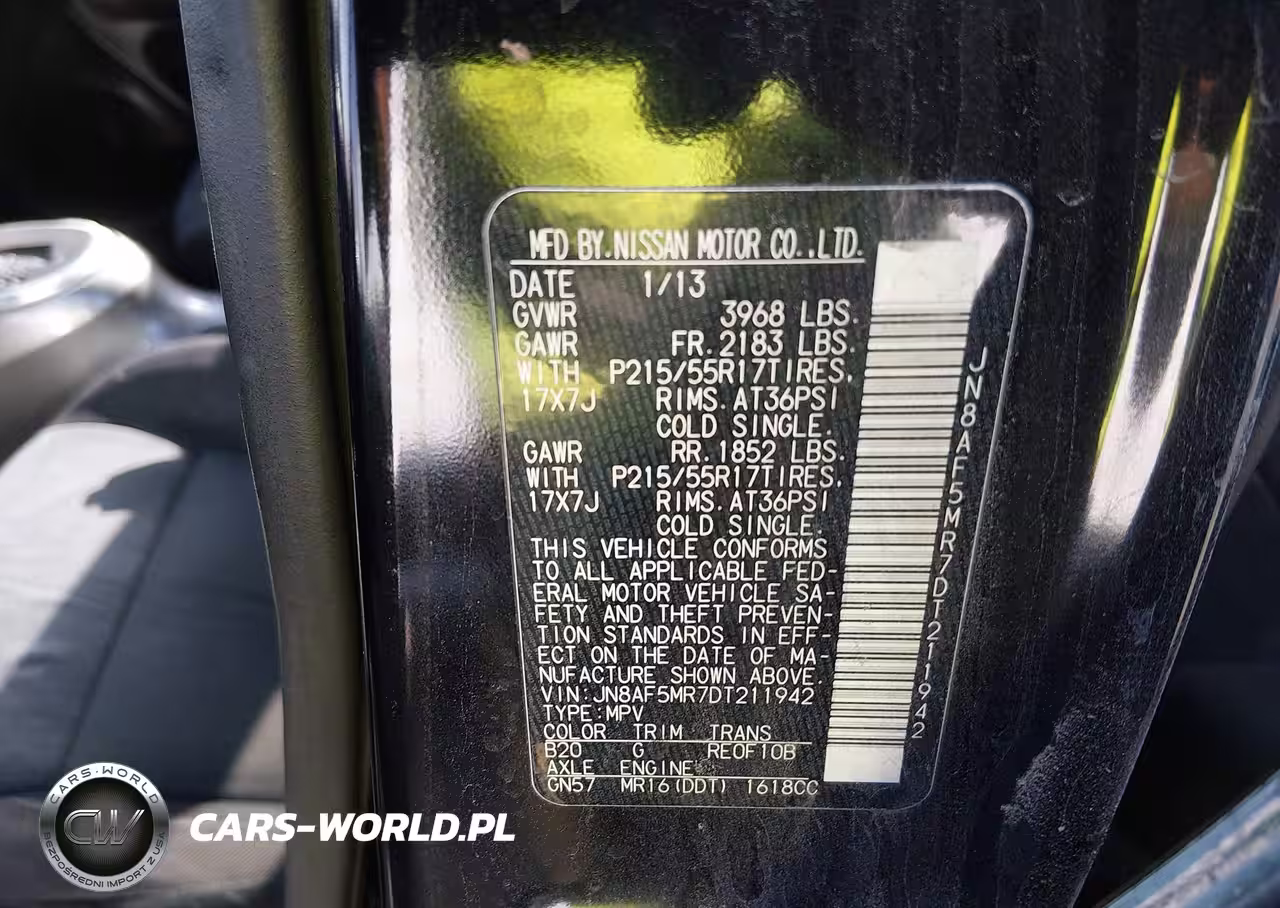 MFD BY.NISSAN MOTOR CO.,LTD.
DATE 1/13
GVWR 3968 LBS.
GAWR FR.2183 LBS.
WITH P215/55R17TIRES,
17X7J RIMS.AT36PSI
COLD SINGLE.
GAWR RR.1852 LBS.
WITH P215/55R17TIRES.
17X7J RIMS.AT36PSI
COLD SINGLE.
THIS VEHICLE CONFORMS
TO ALL APPLICABLE FED-
ERAL MOTOR VEHICLE SA-
FETY AND THEFT PREVEN-
TION STANDARDS IN EFF-
ECT ON THE DATE OF MA-
NUFACTURE SHOWN ABOVE.
VIN:JN8AF5MR7DT211942
TYPE:MPV
COLOR TRIM TRANS
B20 G RE0F10B
AXLE ENGINE
GN57 MR16(DDT) 1618CC
JN8AF5MR7DT211942
CARS-WORLD
CW
BEZPOŚREDNI IMPORT Z USA
CARS-WORLD.PL